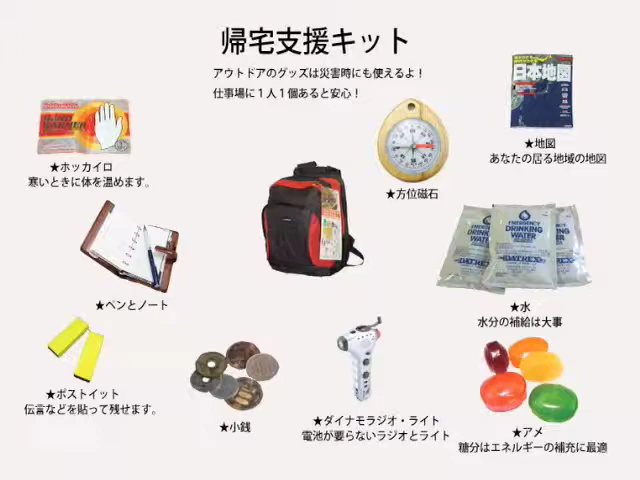 帰宅支援キット
アウトドアのグッズは災害時にも使えるよ！
仕事場に１人１個あると安心！
日本地図
★地図
あなたの居る地域の地図
HAND
WARMER
★ホッカイロ
寒いときに体を温めます。
★方位磁石
EMERGENCY
DRINKING
WATER
DATREX
★水
水分の補給は大事
★ペンとノート
★ポストイット
伝言などを貼って残せます。
★小銭
★ダイナモラジオ・ライト
電池が要らないラジオとライト
★アメ
糖分はエネルギーの補充に最適